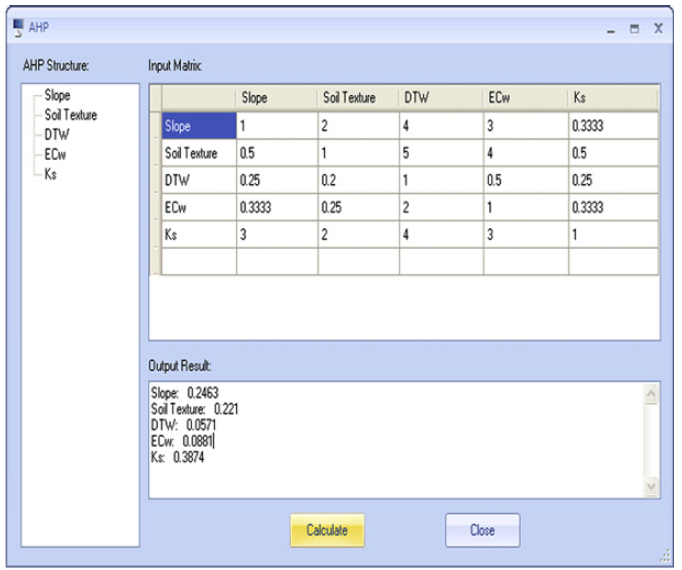 AHP
AHP Structure:
Slope
Soil Texture
DTW
ECw
Ks
Input Matrix:
Slope Soil Texture DTW ECw Ks
Slope 1 2 4 3 0.3333
Soil Texture 0.5 1 5 4 0.5
DTW 0.25 0.2 1 0.5 0.25
ECw 0.3333 0.25 2 1 0.3333
Ks 3 2 4 3 1
Output Result:
Slope: 0.2463
Soil Texture: 0.221
DTW: 0.0571
ECw: 0.0881
Ks: 0.3874
Calculate Close